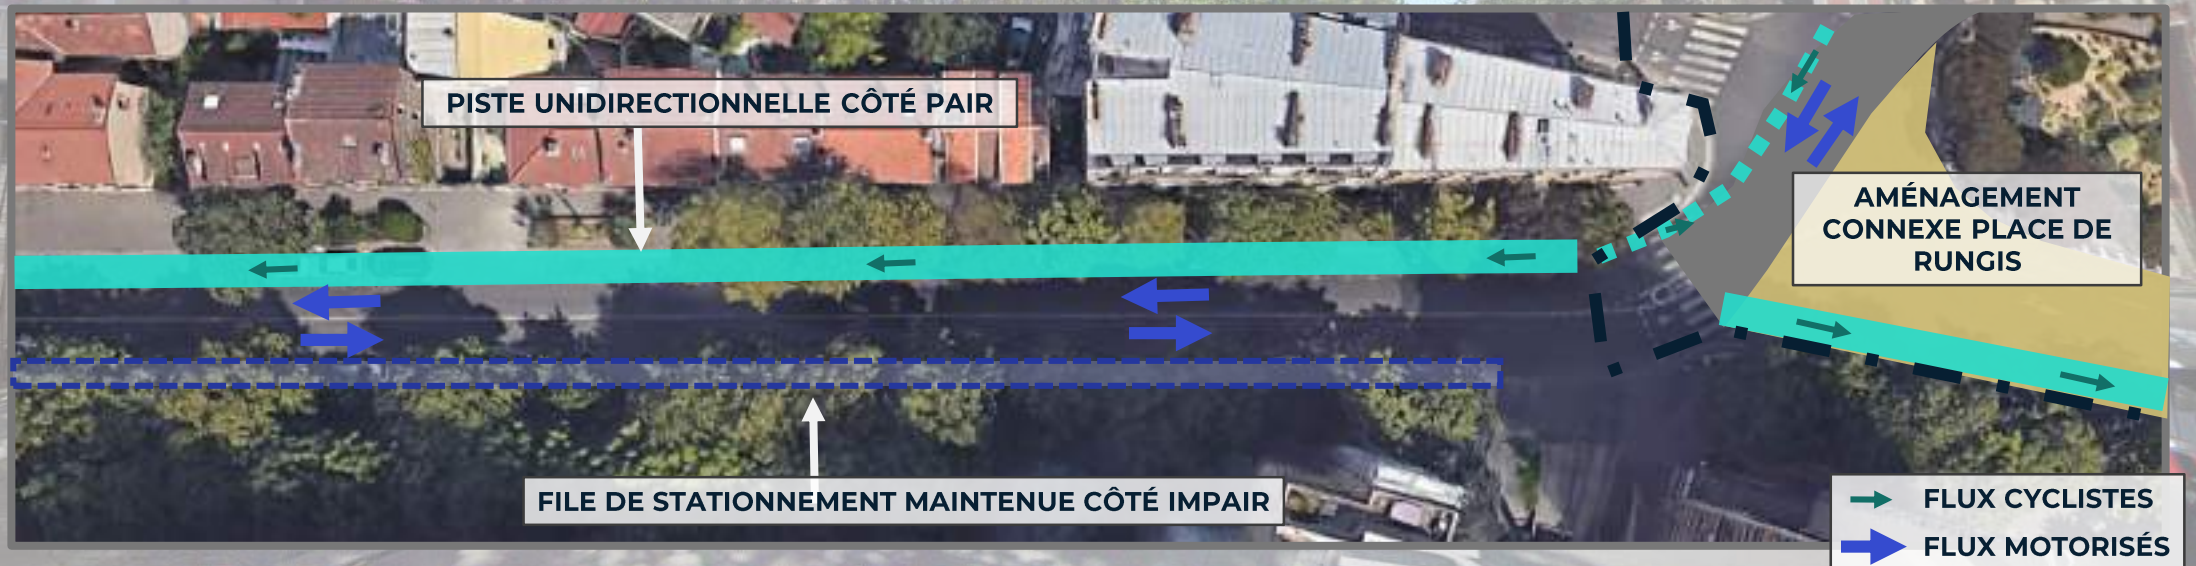 PISTE UNIDIRECTIONNELLE CÔTÉ PAIR
AMÉNAGEMENT
CONNEXE PLACE DE
RUNGIS
FILE DE STATIONNEMENT MAINTENUE CÔTÉ IMPAIR
FLUX CYCLISTES
FLUX MOTORISÉS